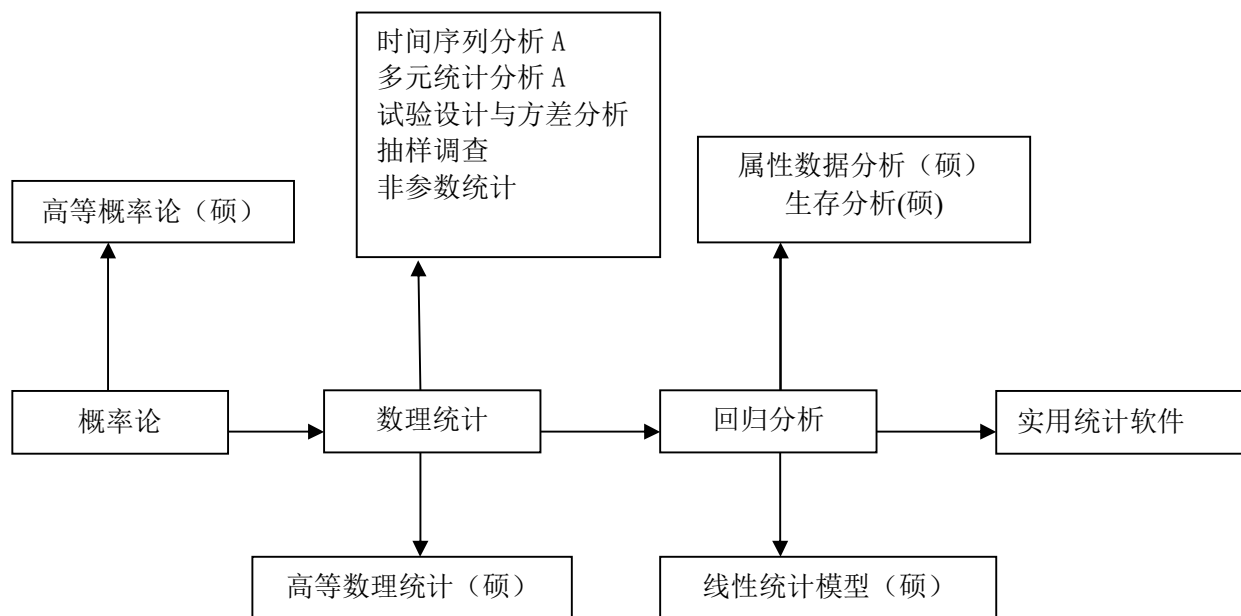 时间序列分析 A
多元统计分析 A
试验设计与方差分析
抽样调查
非参数统计
属性数据分析（硕）
生存分析(硕)
高等概率论（硕）
概率论
数理统计
回归分析
实用统计软件
高等数理统计（硕）
线性统计模型（硕）